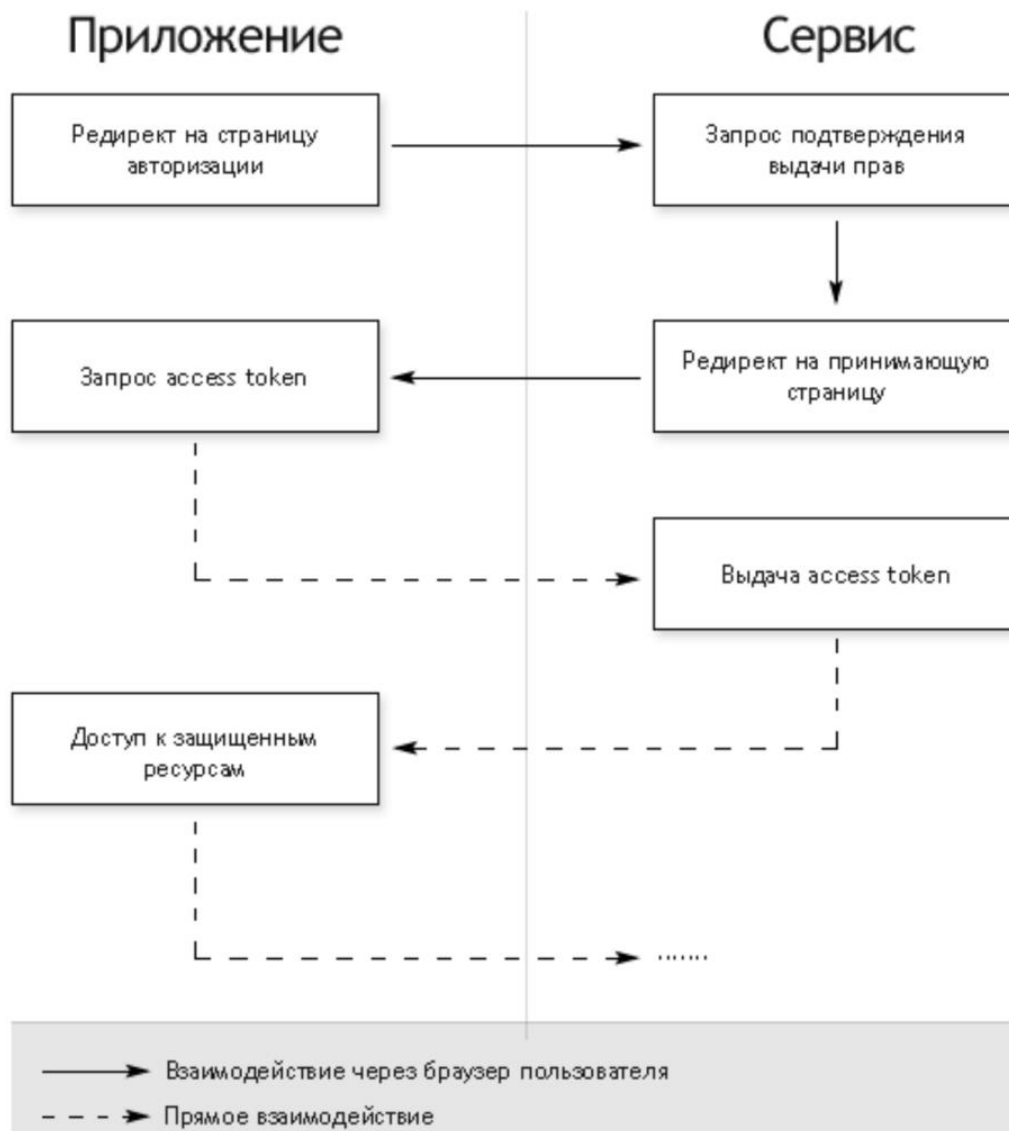 Приложение
Сервис
Редирект на страницу
авторизации
Запрос подтверждения
выдачи прав
Запрос access token
Редирект на принимающую
страницу
Выдача access token
Доступ к защищенным
ресурсам
.......
Взаимодействие через браузер пользователя
Прямое взаимодействие